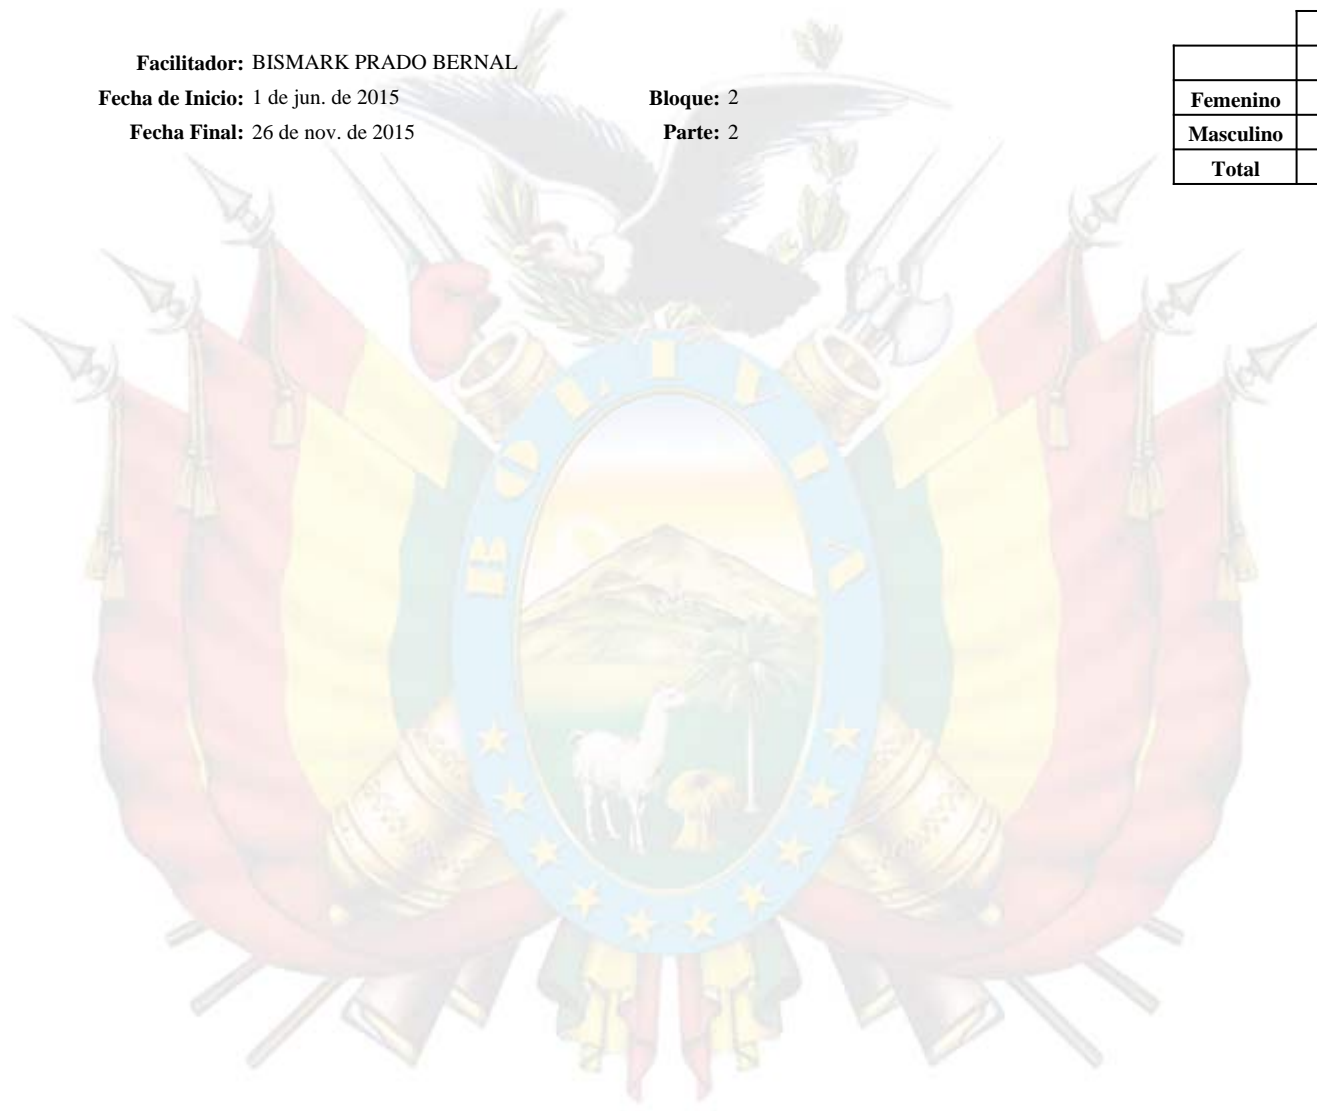 Facilitador: BISMARK PRADO BERNAL
Fecha de Inicio: 1 de jun. de 2015 Bloque: 2
Fecha Final: 26 de nov. de 2015 Parte: 2
Femenino
Masculino
Total
BOLIVIA